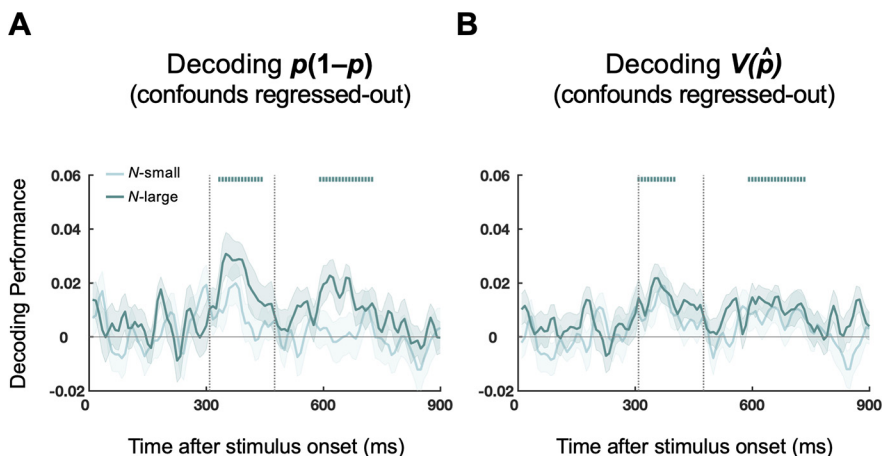 A
B
Decoding p(1–p)
(confounds regressed-out)
Decoding V(p̂)
(confounds regressed-out)
Decoding Performance
0.06
0.04
0.02
0
-0.02
N-small
N-large
0
300
600
900
Time after stimulus onset (ms)
0.06
0.04
0.02
0
-0.02
0
300
600
900
Time after stimulus onset (ms)